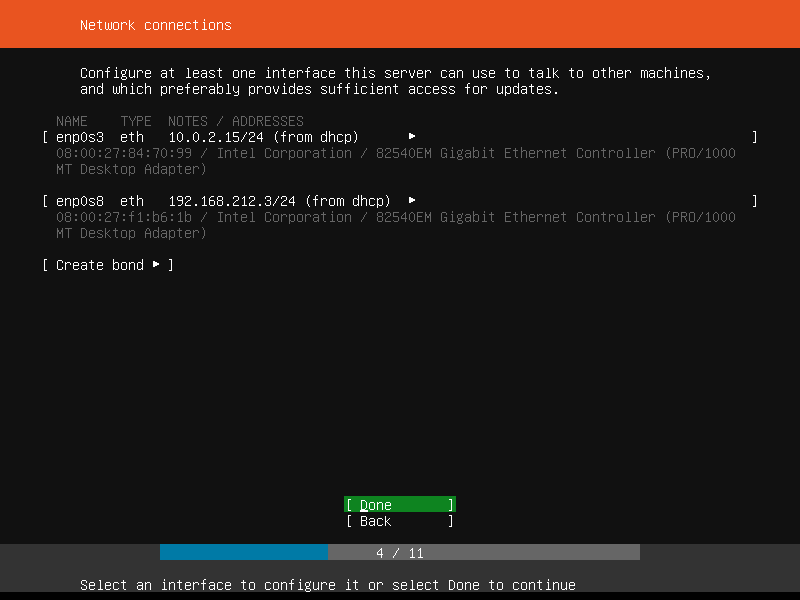 Network connections
Configure at least one interface this server can use to talk to other machines,
and which preferably provides sufficient access for updates.
NAME TYPE NOTES / ADDRESSES
[ enp0s3 eth 10.0.2.15/24 (from dhcp) ▸ ]
08:00:27:84:70:99 / Intel Corporation / 82540EM Gigabit Ethernet Controller (PRO/1000
MT Desktop Adapter)
[ enp0s8 eth 192.168.212.3/24 (from dhcp) ▸ ]
08:00:27:f1:b6:1b / Intel Corporation / 82540EM Gigabit Ethernet Controller (PRO/1000
MT Desktop Adapter)
[ Create bond ▸ ]
[ Done ]
[ Back ]
4 / 11
Select an interface to configure it or select Done to continue